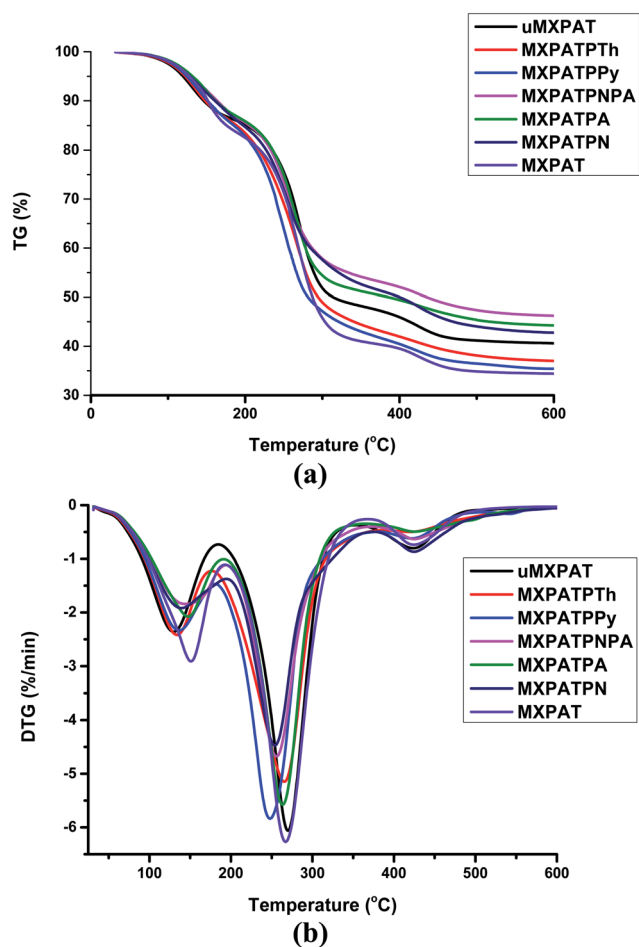 uMXPAT
MXPATPTh
MXPATPPy
MXPATPNPA
MXPATPA
MXPATPN
MXPAT
100
90
80
70
60
50
40
30
TG (%)
0 200 400 600
Temperature (°C)
(a)
0
-1
-2
-3
-4
-5
-6
DTG (%/min)
uMXPAT
MXPATPTh
MXPATPPy
MXPATPNPA
MXPATPA
MXPATPN
MXPAT
100 200 300 400 500 600
Temperature (°C)
(b)